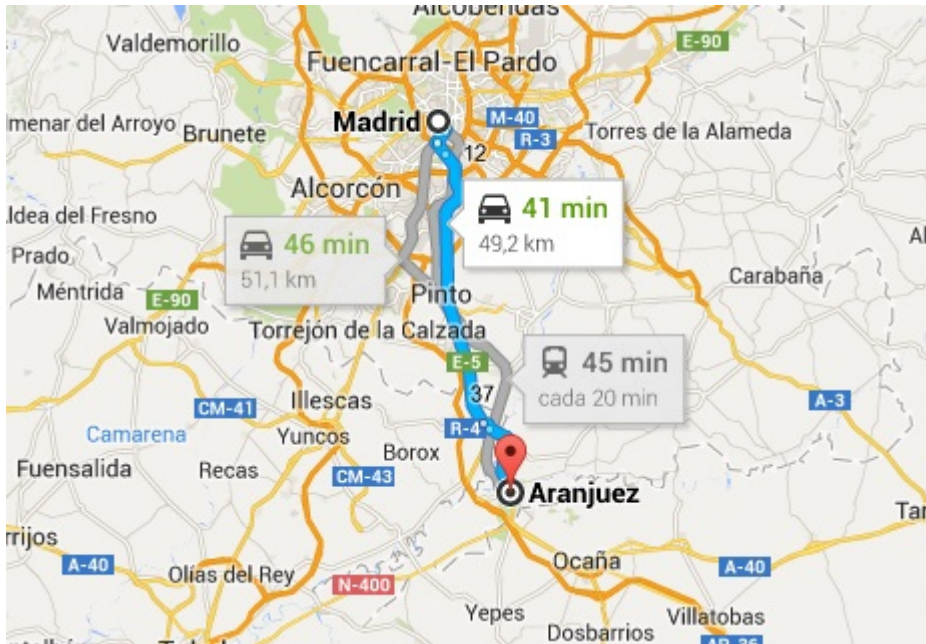 Alcobendas
Valdemorillo
E-90
Fuencarral-El Pardo
menar del Arroyo
Brunete
Madrid
M-40
R-3
Torres de la Alameda
12
Alcorcón
41 min
49,2 km
ldea del Fresno
46 min
51,1 km
Al
Prado
Méntrida
E-90
Pinto
Carabaña
Valmojado
Torrejón de la Calzada
E-5
45 min
cada 20 min
37
CM-41
Illescas
A-3
Camarena
Yuncos
R-4
Borox
Fuensalida
Recas
CM-43
Aranjuez
Tar
rrijos
A-40
Olías del Rey
N-400
Ocaña
A-40
Yepes
Villatobas
Dosbarrios
AP-36